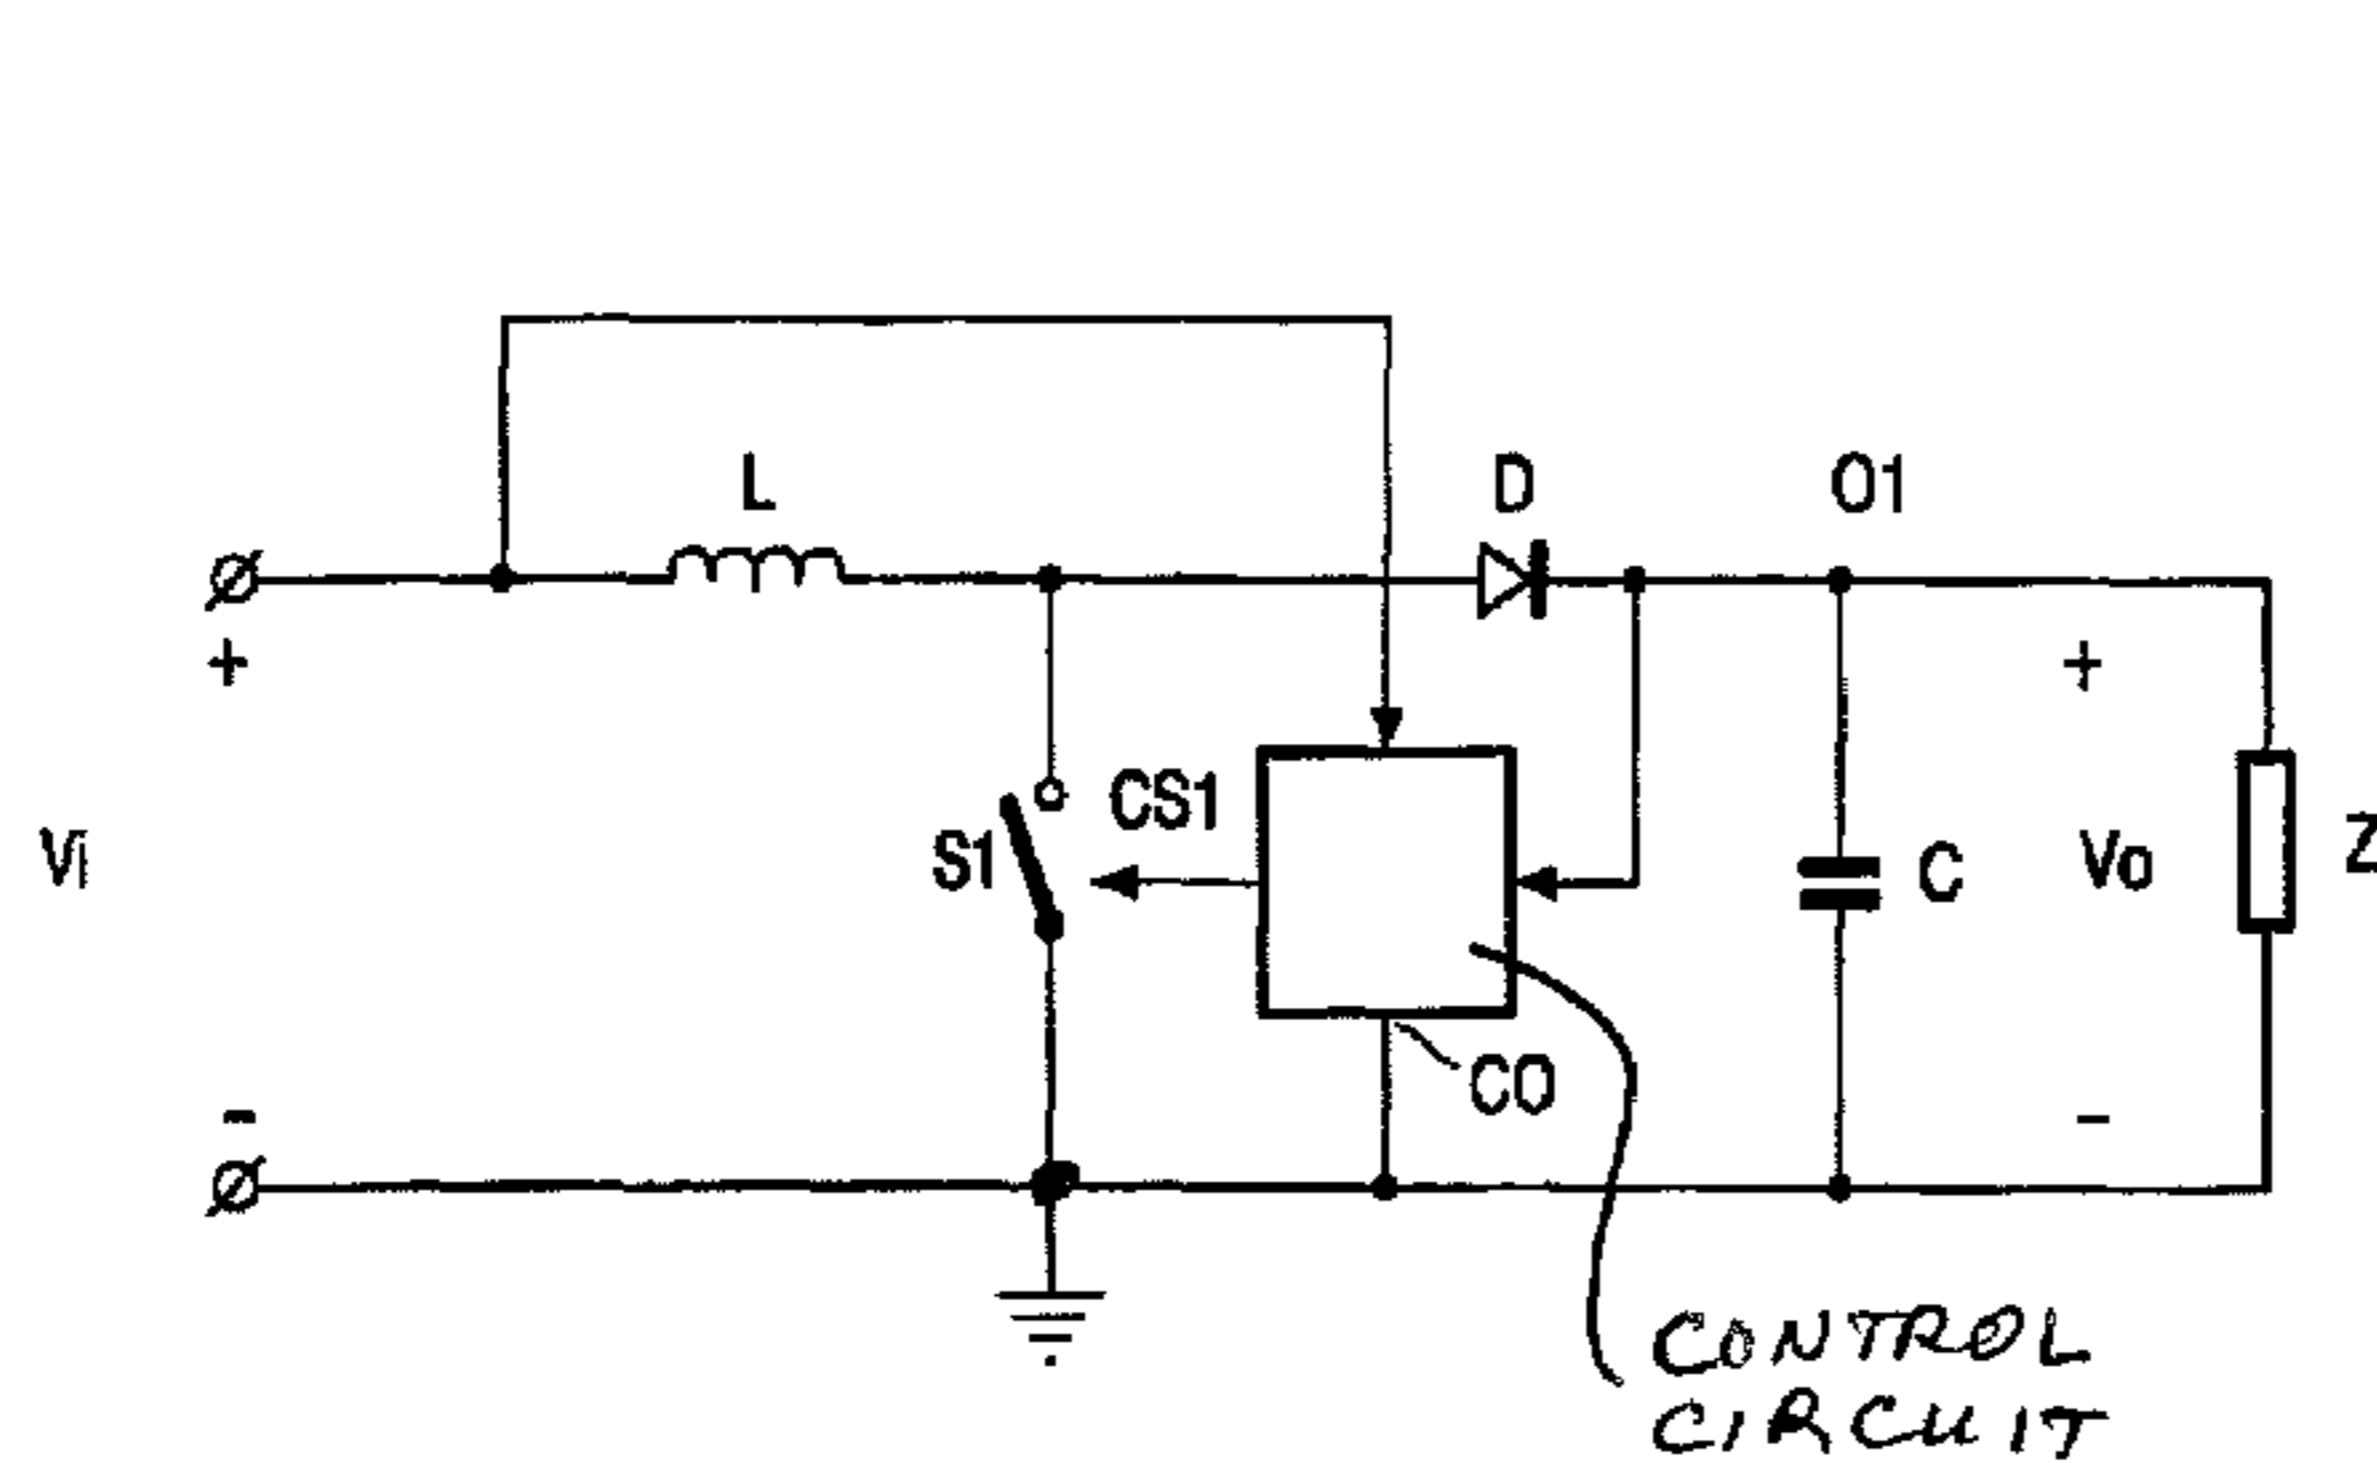 L
D
O1
+
+
Vi
S1
CS1
C
Vo
Z
CO
-
-
CONTROL
CIRCUIT